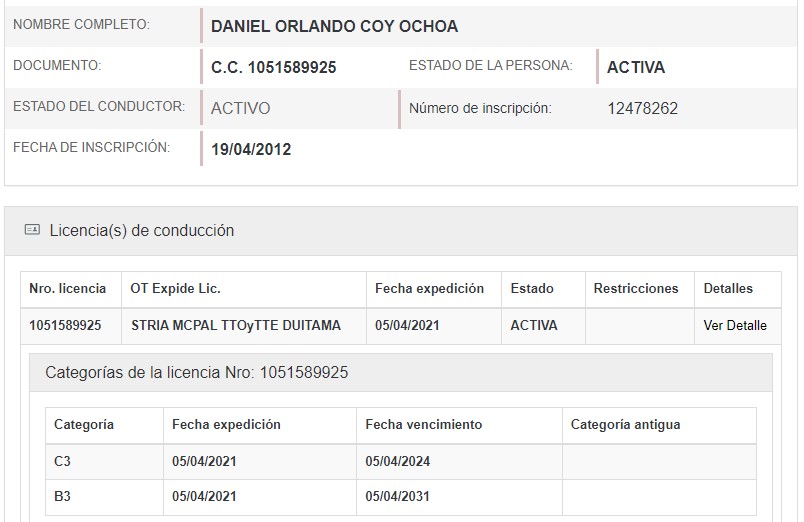 NOMBRE COMPLETO: DANIEL ORLANDO COY OCHOA
DOCUMENTO: C.C. 1051589925 ESTADO DE LA PERSONA: ACTIVA
ESTADO DEL CONDUCTOR: ACTIVO Número de inscripción: 12478262
FECHA DE INSCRIPCIÓN: 19/04/2012
Licencia(s) de conducción
Nro. licencia OT Expide Lic. Fecha expedición Estado Restricciones Detalles
1051589925 STRIA MCPAL TTOyTTE DUITAMA 05/04/2021 ACTIVA Ver Detalle
Categorías de la licencia Nro: 1051589925
Categoría Fecha expedición Fecha vencimiento Categoría antigua
C3 05/04/2021 05/04/2024
B3 05/04/2021 05/04/2031